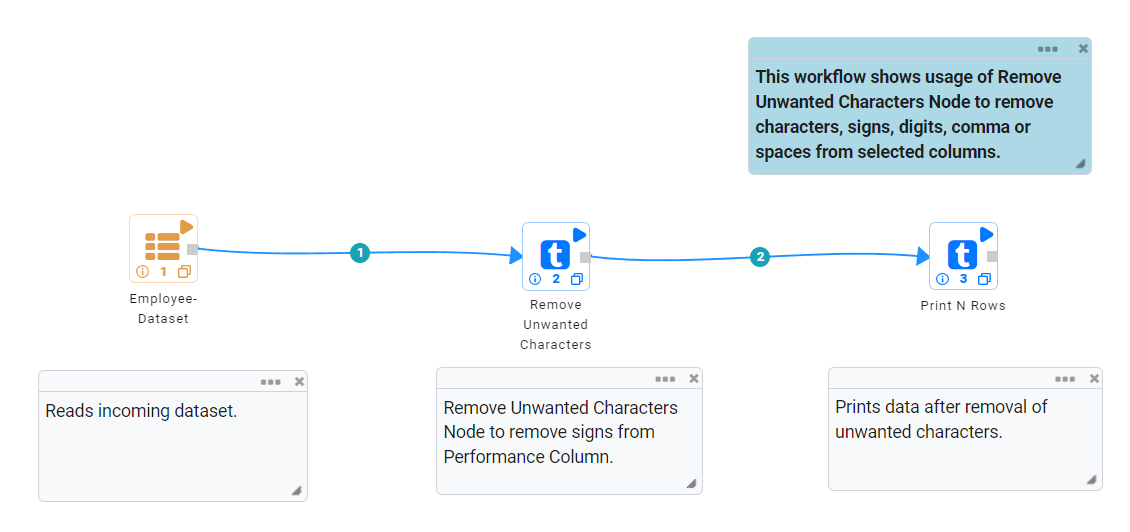 This workflow shows usage of Remove
Unwanted Characters Node to remove
characters, signs, digits, comma or
spaces from selected columns.
1
2
1
t
2
t
3
Employee-
Dataset
Remove
Unwanted
Characters
Print N Rows
Reads incoming dataset.
Remove Unwanted Characters
Node to remove signs from
Performance Column.
Prints data after removal of
unwanted characters.